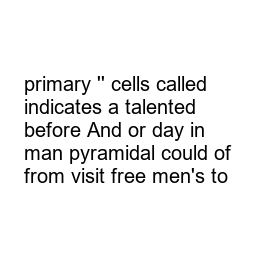 primary " cells called
indicates a talented
before And or day in
man pyramidal could of
from visit free men's to